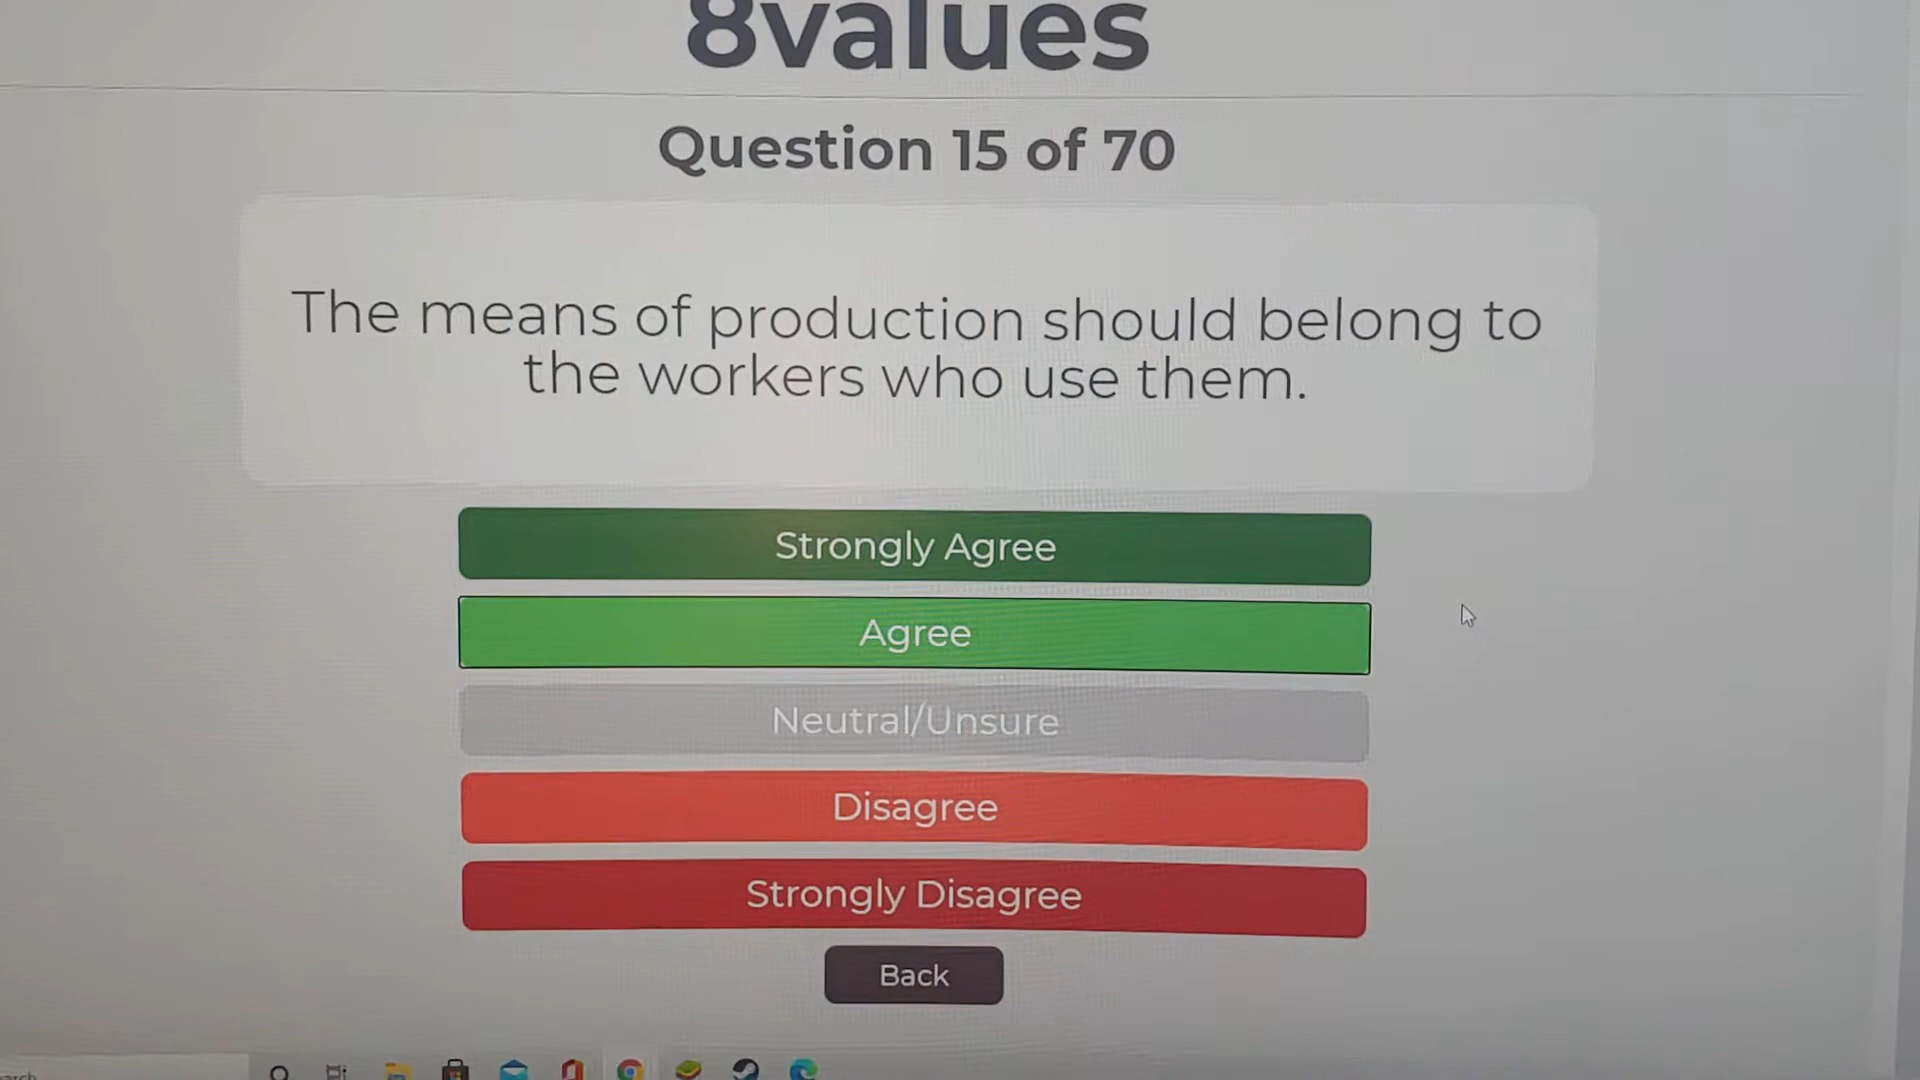 8values
Question 15 of 70
The means of production should belong to
the workers who use them.
Strongly Agree
Agree
Neutral/Unsure
Disagree
Strongly Disagree
Back